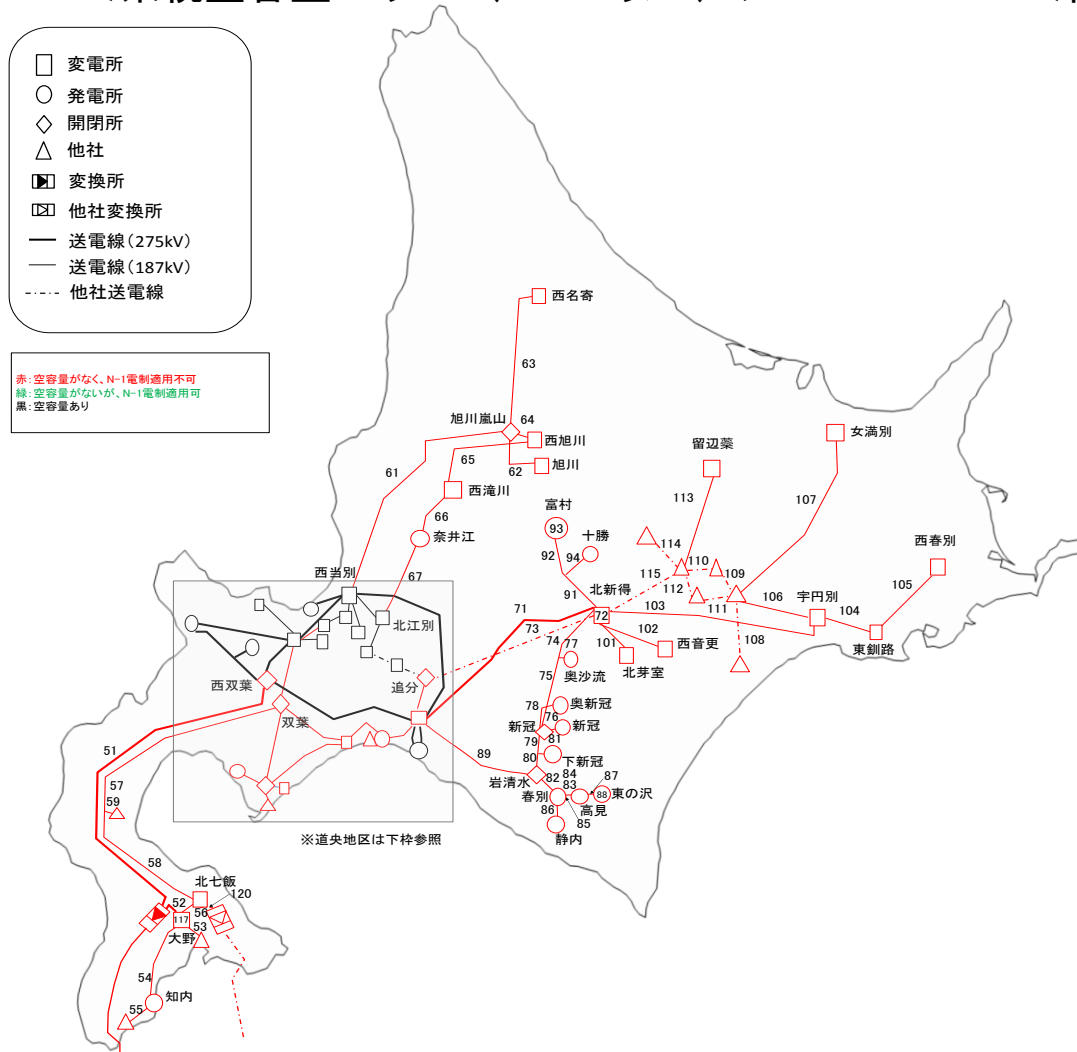 変電所
発電所
開閉所
他社
変換所
他社変換所
送電線(275kV)
送電線(187kV)
他社送電線
赤:空容量がなく、N-1電制適用不可
緑:空容量がないが、N-1電制適用可
黒:空容量あり
西名寄
63
旭川嵐山
64
西旭川
65
62
旭川
61
西滝川
66
奈井江
67
女満別
留辺蘂
107
113
富村
93
十勝
92
94
114
西春別
115
110
109
112
105
西当別
北江別
91
北新得
72
103
111
106
宇円別
104
東釧路
71
73
74
77
101
102
西音更
北芽室
108
追分
75
奥沙流
西双葉
双葉
78
奥新冠
76
新冠
新冠
79
81
51
89
80
下新冠
岩清水
84
82
83
87
57
88
東の沢
春別
高見
59
86
85
静内
※道央地区は下枠参照
58
北七飯
120
52
56
117
53
大野
54
知内
55